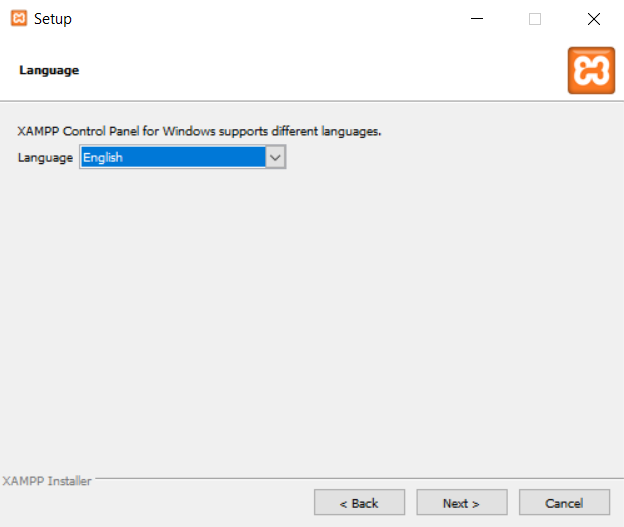 Setup
Language
XAMPP Control Panel for Windows supports different languages.
Language English
XAMPP Installer
< Back Next > Cancel